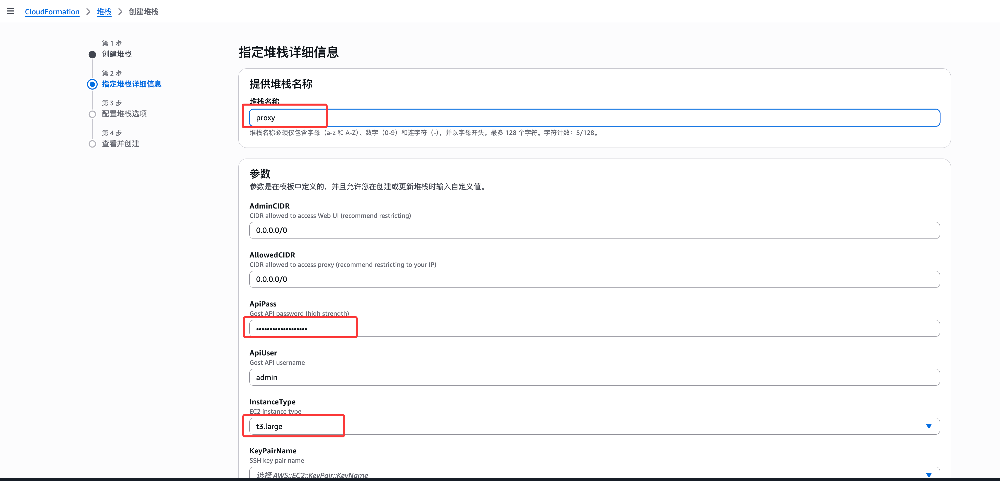 CloudFormation > 堆栈 > 创建堆栈
第 1 步
创建堆栈
第 2 步
指定堆栈详细信息
第 3 步
配置堆栈选项
第 4 步
查看并创建
指定堆栈详细信息
提供堆栈名称
堆栈名称
proxy
堆栈名称必须仅包含字母（a-z 和 A-Z）、数字（0-9）和连字符（-），并以字母开头。最多 128 个字符。字符计数：5/128。
参数
参数是在模板中定义的，并且允许您在创建或更新堆栈时输入自定义值。
AdminCIDR
CIDR allowed to access Web UI (recommend restricting)
0.0.0.0/0
AllowedCIDR
CIDR allowed to access proxy (recommend restricting to your IP)
0.0.0.0/0
ApiPass
Gost API password (high strength)
•••••••••••••••••••
ApiUser
Gost API username
admin
InstanceType
EC2 instance type
t3.large
KeyPairName
SSH key pair name
选择 AWS::EC2::KeyPair::KeyName